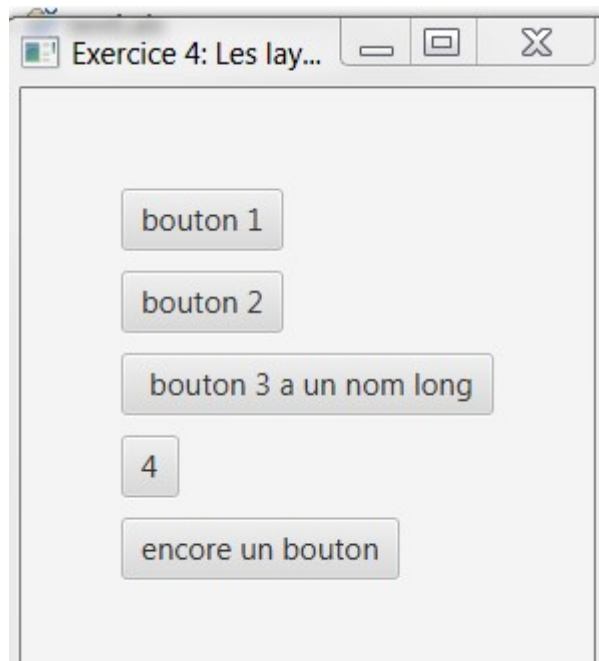 Exercice 4: Les lay...
bouton 1
bouton 2
bouton 3 a un nom long
4
encore un bouton